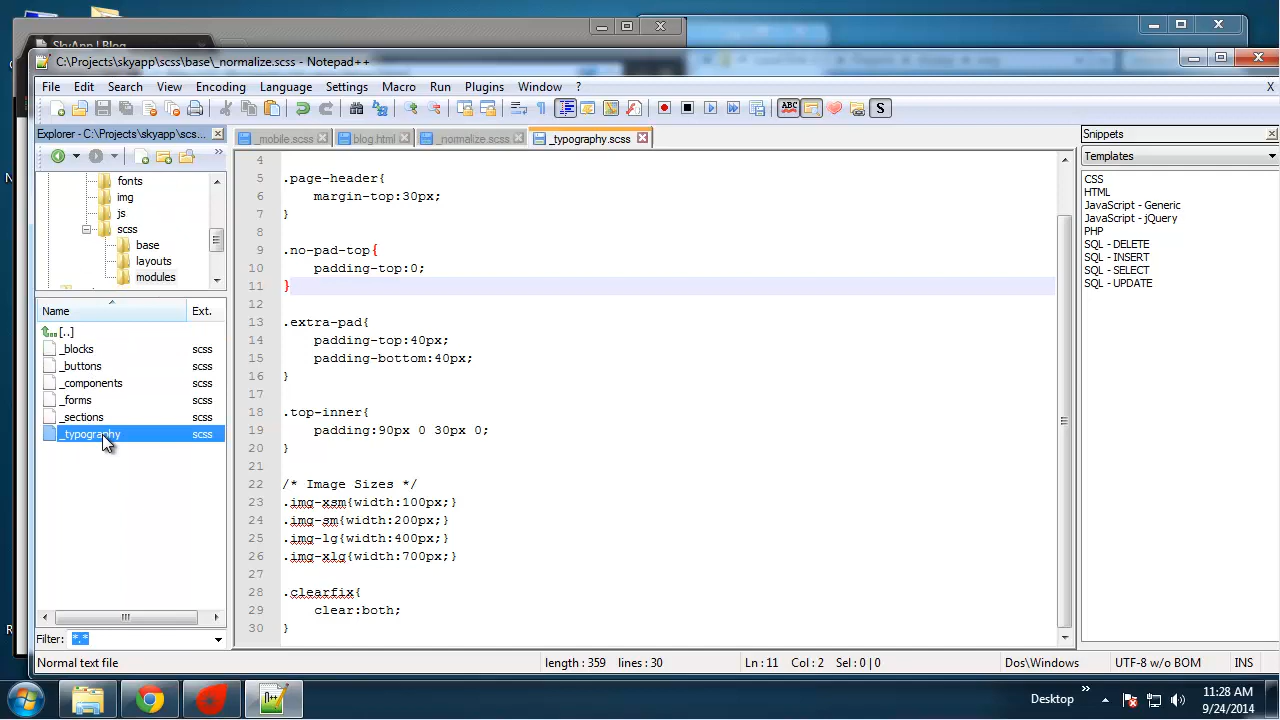 SkyApp | Blog
C:\Projects\skyapp\scss\base\_normalize.scss - Notepad++
File Edit Search View Encoding Language Settings Macro Run Plugins Window ? X
Explorer - C:\Projects\skyapp\scs...
_mobile.scss blog.html _normalize.scss _typography.scss
Snippets
Templates
fonts
img
js
scss
base
layouts
modules
Name Ext.
[..]
_blocks scss
_buttons scss
_components scss
_forms scss
_sections scss
_typography scss
Filter: *.*
4
5 .page-header{
6 margin-top:30px;
7 }
8
9 .no-pad-top{
10 padding-top:0;
11 }
12
13 .extra-pad{
14 padding-top:40px;
15 padding-bottom:40px;
16 }
17
18 .top-inner{
19 padding:90px 0 30px 0;
20 }
21
22 /* Image Sizes */
23 .img-xsm{width:100px;}
24 .img-sm{width:200px;}
25 .img-lg{width:400px;}
26 .img-xlg{width:700px;}
27
28 .clearfix{
29 clear:both;
30 }
CSS
HTML
JavaScript - Generic
JavaScript - jQuery
PHP
SQL - DELETE
SQL - INSERT
SQL - SELECT
SQL - UPDATE
Normal text file length : 359 lines : 30 Ln : 11 Col : 2 Sel : 0 | 0 Dos\Windows UTF-8 w/o BOM INS
Desktop
11:28 AM
9/24/2014